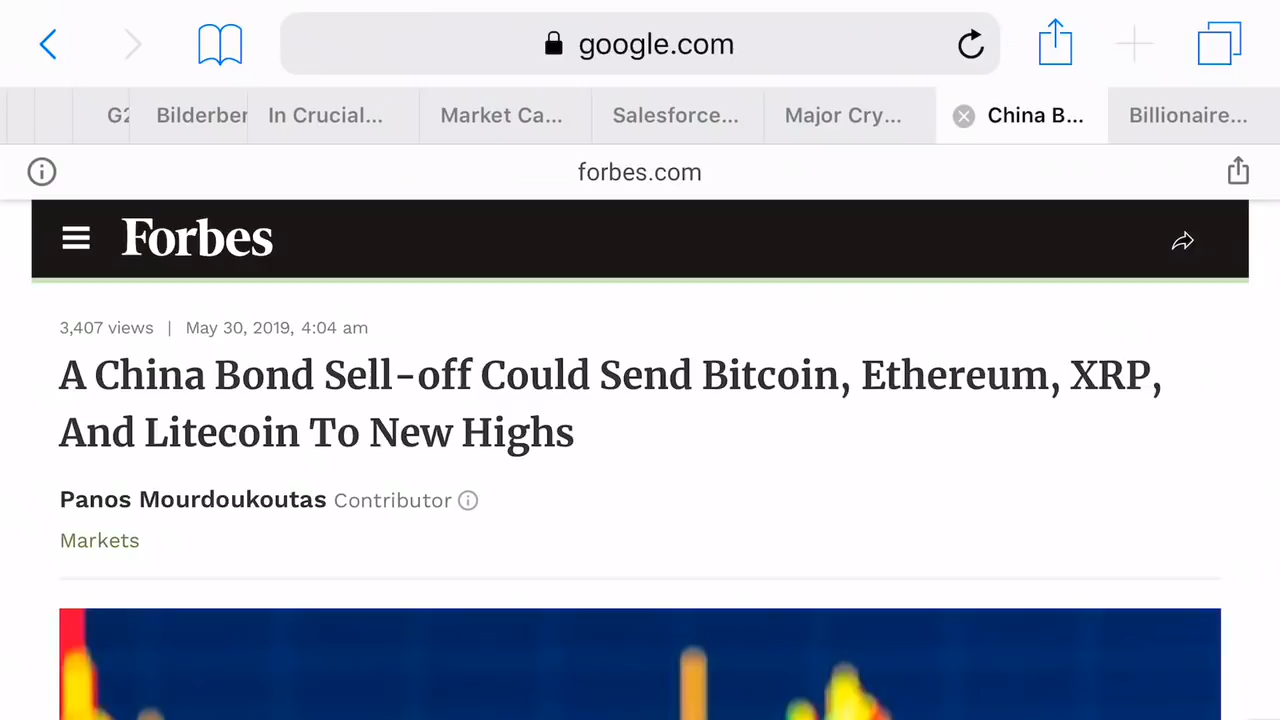 google.com
G2
Bilderber
In Crucial...
Market Ca...
Salesforce...
Major Cry...
China B...
Billionaire...
forbes.com
Forbes
3,407 views | May 30, 2019, 4:04 am
A China Bond Sell-off Could Send Bitcoin, Ethereum, XRP,
And Litecoin To New Highs
Panos Mourdoukoutas Contributor
Markets